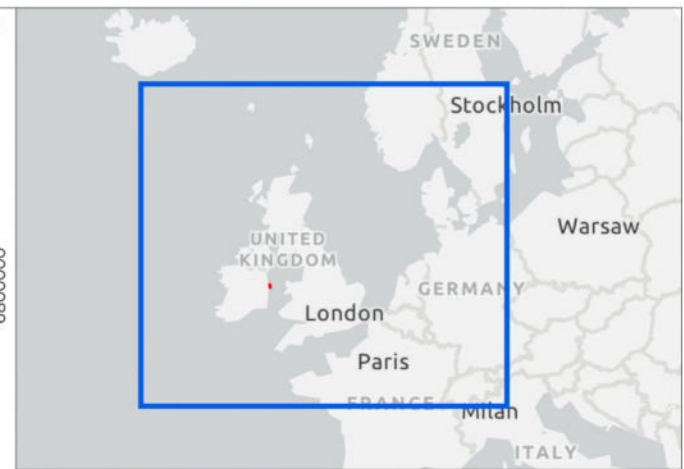 SWEDEN
Stockholm
Warsaw
UNITED
KINGDOM
GERMANY
London
Paris
FRANCE
Milan
ITALY